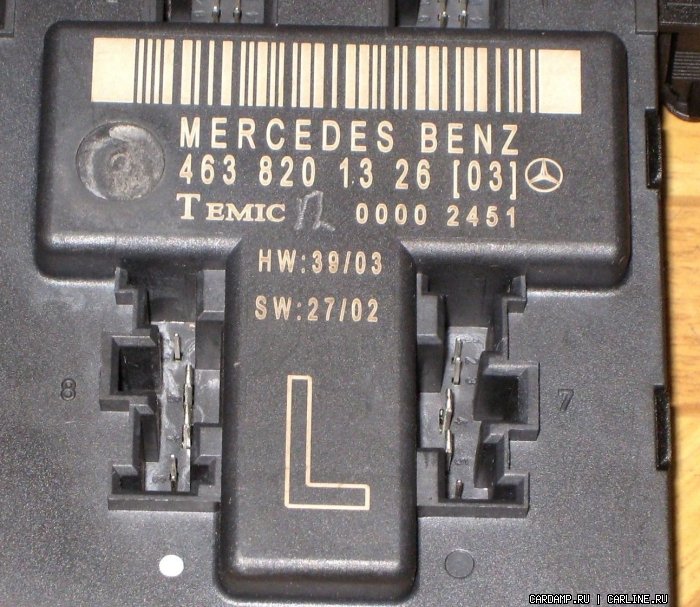 MERCEDES BENZ
463 820 13 26 [03]
TEMIC 0000 2451
HW:39/03
SW:27/02
8
7
L
CARDAMP.RU | CARLINE.RU